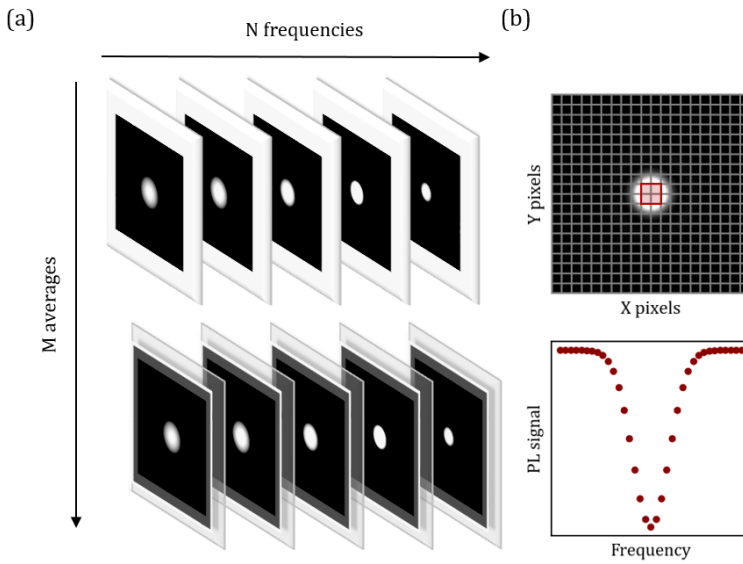 (a)
N frequencies
M averages
(b)
Y pixels
X pixels
PL signal
Frequency